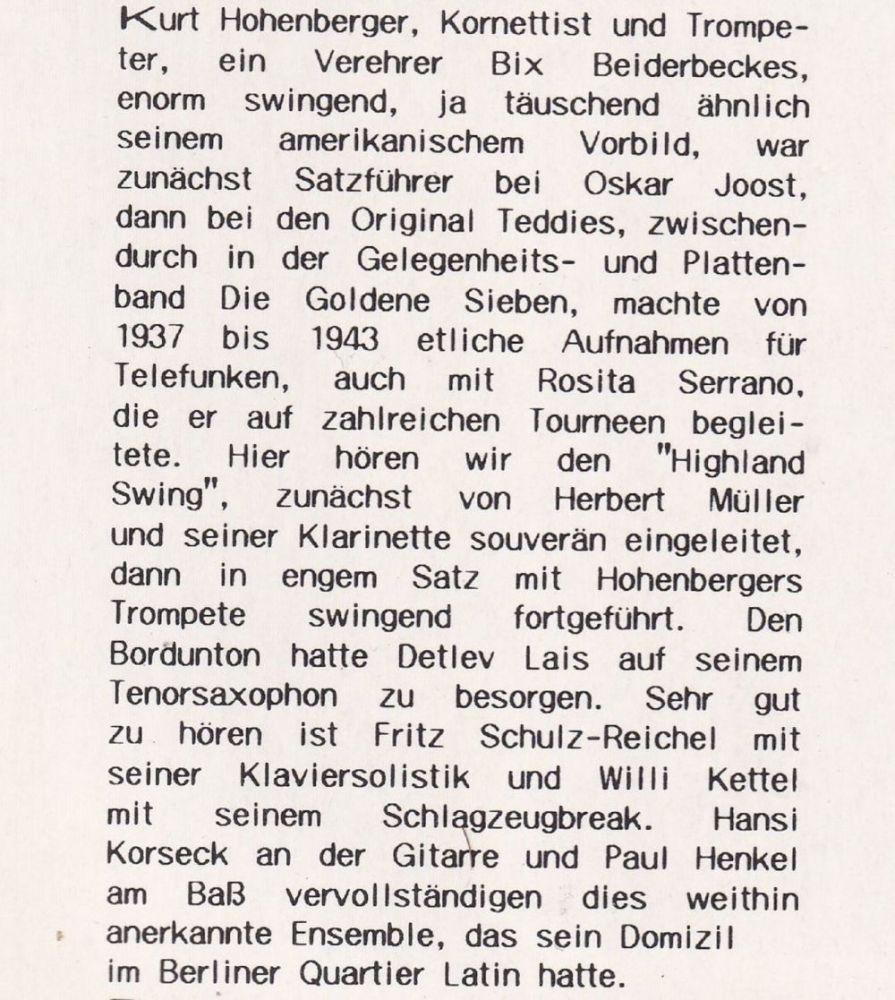 Kurt Hohenberger, Kornettist und Trompe-
ter, ein Verehrer Bix Beiderbeckes,
enorm swingend, ja täuschend ähnlich
seinem amerikanischem Vorbild, war
zunächst Satzführer bei Oskar Joost,
dann bei den Original Teddies, zwischen-
durch in der Gelegenheits- und Platten-
band Die Goldene Sieben, machte von
1937 bis 1943 etliche Aufnahmen für
Telefunken, auch mit Rosita Serrano,
die er auf zahlreichen Tourneen beglei-
tete. Hier hören wir den "Highland
Swing", zunächst von Herbert Müller
und seiner Klarinette souverän eingeleitet,
dann in engem Satz mit Hohenbergers
Trompete swingend fortgeführt. Den
Bordunton hatte Detlev Lais auf seinem
Tenorsaxophon zu besorgen. Sehr gut
zu hören ist Fritz Schulz-Reichel mit
seiner Klaviersolistik und Willi Kettel
mit seinem Schlagzeugbreak. Hansi
Korseck an der Gitarre und Paul Henkel
am Baß vervollständigen dies weithin
anerkannte Ensemble, das sein Domizil
im Berliner Quartier Latin hatte.